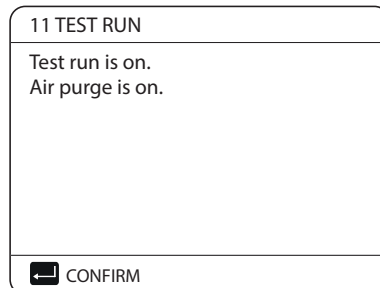 11 TEST RUN
Test run is on.
Air purge is on.
CONFIRM